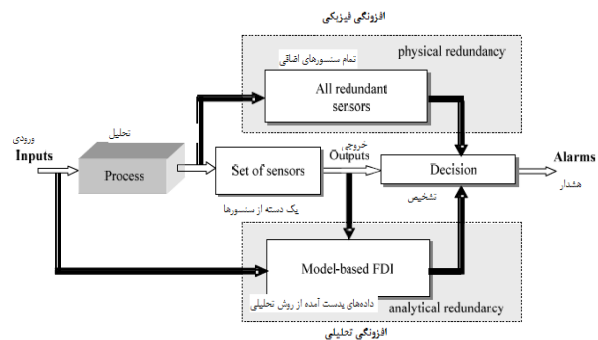 افزونگی فیزیکی
physical redundancy
تمام سنسورهای اضافی
All redundant
sensors
ورودی
Inputs
تحلیل
Process
Set of sensors
یک دسته از سنسورها
خروجی
Outputs
Decision
تشخیص
Alarms
هشدار
Model-based FDI
داده‌های بدست آمده از روش تحلیلی
analytical redundancy
افزونگی تحلیلی